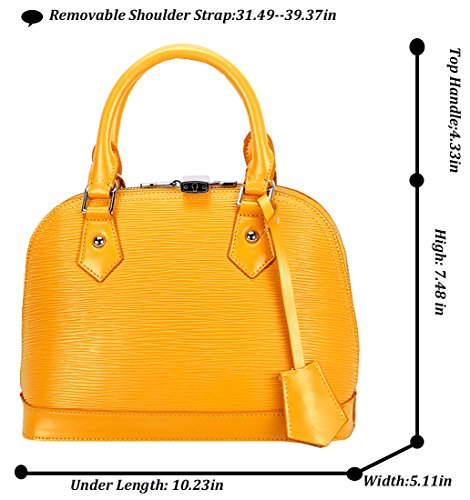 Removable Shoulder Strap:31.49--39.37in
Top Handle;4.33in
High: 7.48 in
Under Length: 10.23in
Width:5.11in